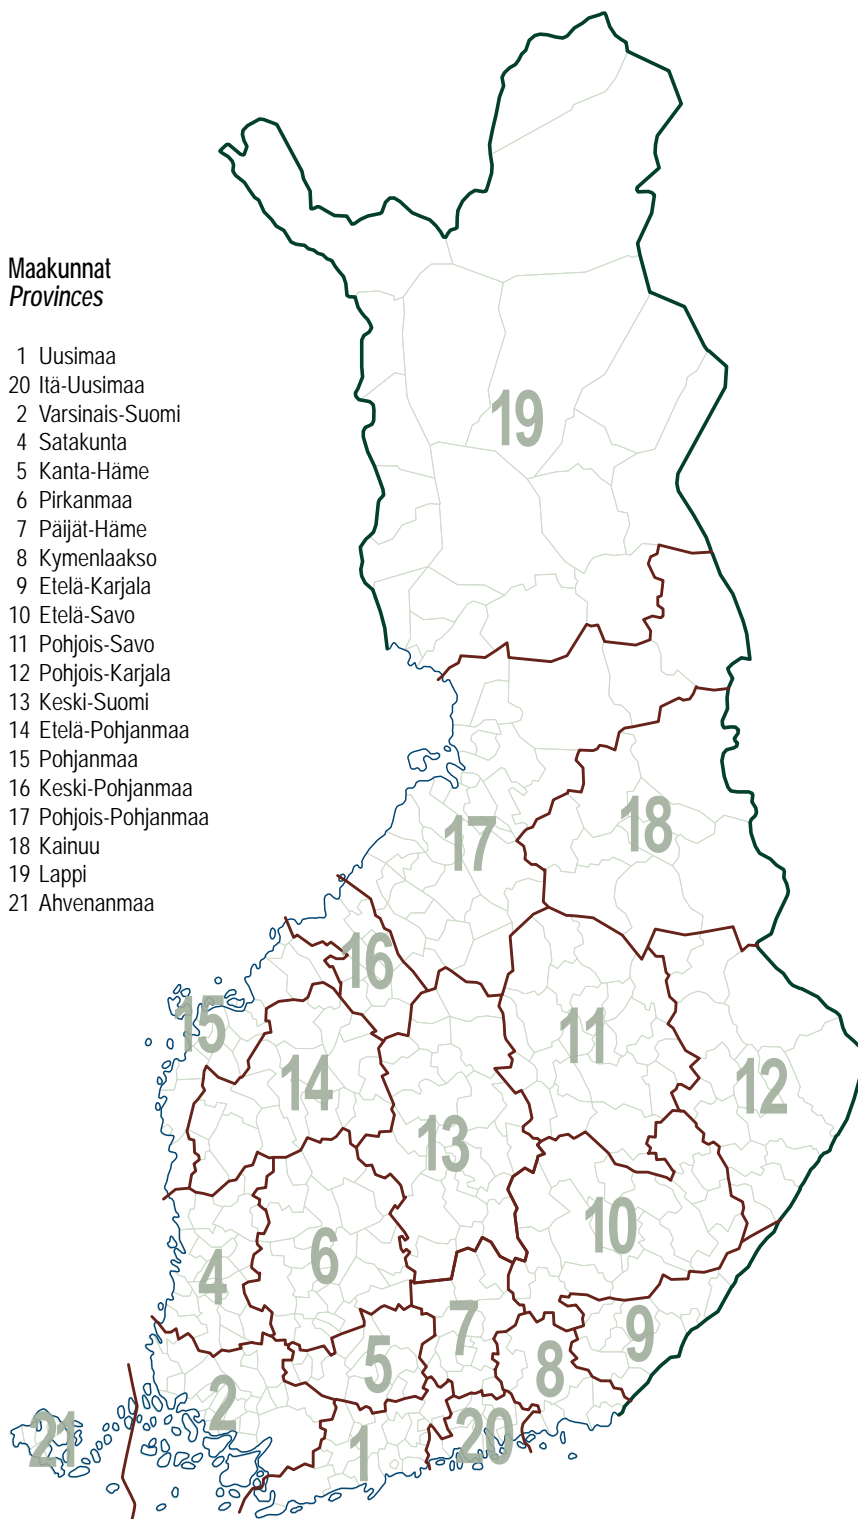 Maakunnat
Provinces
1 Uusimaa
20 Itä-Uusimaa
2 Varsinais-Suomi
4 Satakunta
5 Kanta-Häme
6 Pirkanmaa
7 Päijät-Häme
8 Kymenlaakso
9 Etelä-Karjala
10 Etelä-Savo
11 Pohjois-Savo
12 Pohjois-Karjala
13 Keski-Suomi
14 Etelä-Pohjanmaa
15 Pohjanmaa
16 Keski-Pohjanmaa
17 Pohjois-Pohjanmaa
18 Kainuu
19 Lappi
21 Ahvenanmaa
19
18
17
16
15
11
14
12
13
10
6
4
9
7
5
8
2
21
20
1